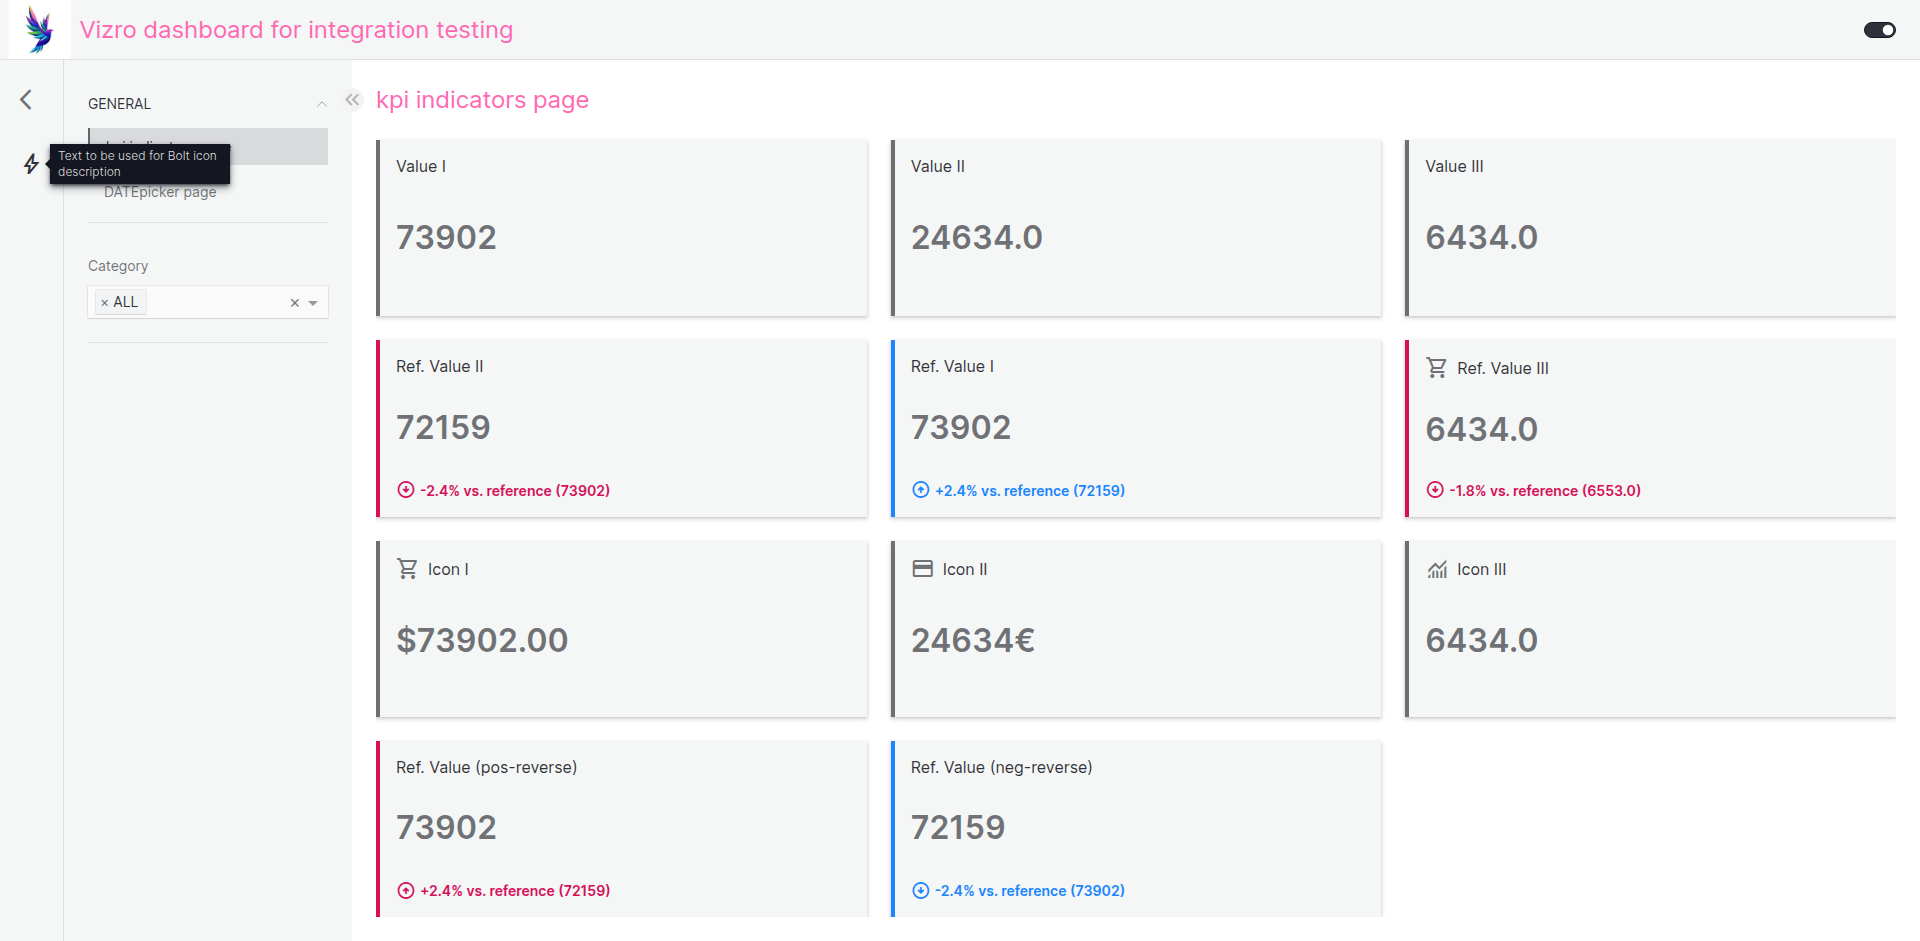 Vizro dashboard for integration testing
GENERAL
Text to be used for Bolt icon
description
DATEpicker page
Category
× ALL
kpi indicators page
Value I
73902
Value II
24634.0
Value III
6434.0
Ref. Value II
72159
-2.4% vs. reference (73902)
Ref. Value I
73902
+2.4% vs. reference (72159)
Ref. Value III
6434.0
-1.8% vs. reference (6553.0)
Icon I
$73902.00
Icon II
24634€
Icon III
6434.0
Ref. Value (pos-reverse)
73902
+2.4% vs. reference (72159)
Ref. Value (neg-reverse)
72159
-2.4% vs. reference (73902)